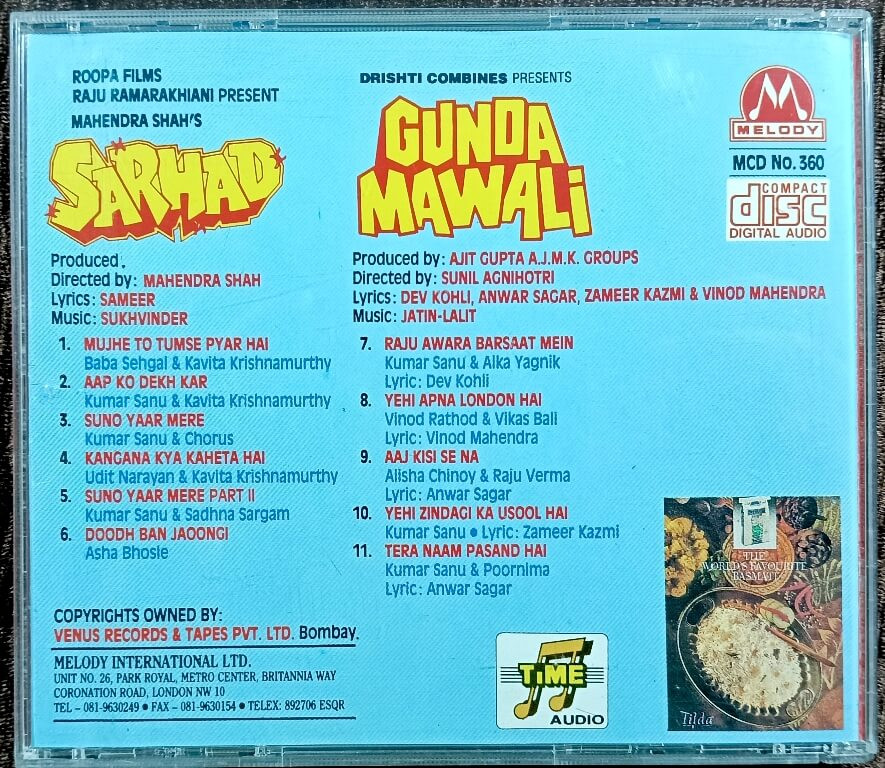 ROOPA FILMS
RAJU RAMARAKHIANI PRESENT
MAHENDRA SHAH'S
SARHAD
Produced,
Directed by: MAHENDRA SHAH
Lyrics: SAMEER
Music: SUKHVINDER
1. MUJHE TO TUMSE PYAR HAI
Baba Sehgal & Kavita Krishnamurthy
2. AAP KO DEKH KAR
Kumar Sanu & Kavita Krishnamurthy
3. SUNO YAAR MERE
Kumar Sanu & Chorus
4. KANGANA KYA KAHETA HAI
Udit Narayan & Kavita Krishnamurthy
5. SUNO YAAR MERE PART II
Kumar Sanu & Sadhna Sargam
6. DOODH BAN JAOONGI
Asha Bhosle
DRISHTI COMBINES PRESENTS
GUNDA
MAWALI
Produced by: AJIT GUPTA A.J.M.K. GROUPS
Directed by: SUNIL AGNIHOTRI
Lyrics: DEV KOHLI, ANWAR SAGAR, ZAMEER KAZMI & VINOD MAHENDRA
Music: JATIN-LALIT
7. RAJU AWARA BARSAAT MEIN
Kumar Sanu & Alka Yagnik
Lyric: Dev Kohli
8. YEHI APNA LONDON HAI
Vinod Rathod & Vikas Bali
Lyric: Vinod Mahendra
9. AAJ KISI SE NA
Alisha Chinoy & Raju Verma
Lyric: Anwar Sagar
10. YEHI ZINDAGI KA USOOL HAI
Kumar Sanu • Lyric: Zameer Kazmi
11. TERA NAAM PASAND HAI
Kumar Sanu & Poornima
Lyric: Anwar Sagar
MELODY
MCD No. 360
COMPACT
disc
DIGITAL AUDIO
COPYRIGHTS OWNED BY:
VENUS RECORDS & TAPES PVT. LTD. Bombay.
MELODY INTERNATIONAL LTD.
UNIT NO. 26, PARK ROYAL, METRO CENTER, BRITANNIA WAY
CORONATION ROAD, LONDON NW 10
TEL – 081-9630249 • FAX – 081-9630154 • TELEX: 892706 ESQR
TiME
AUDIO
THE
WORLD'S FAVOURITE
BASMATI
Tilda